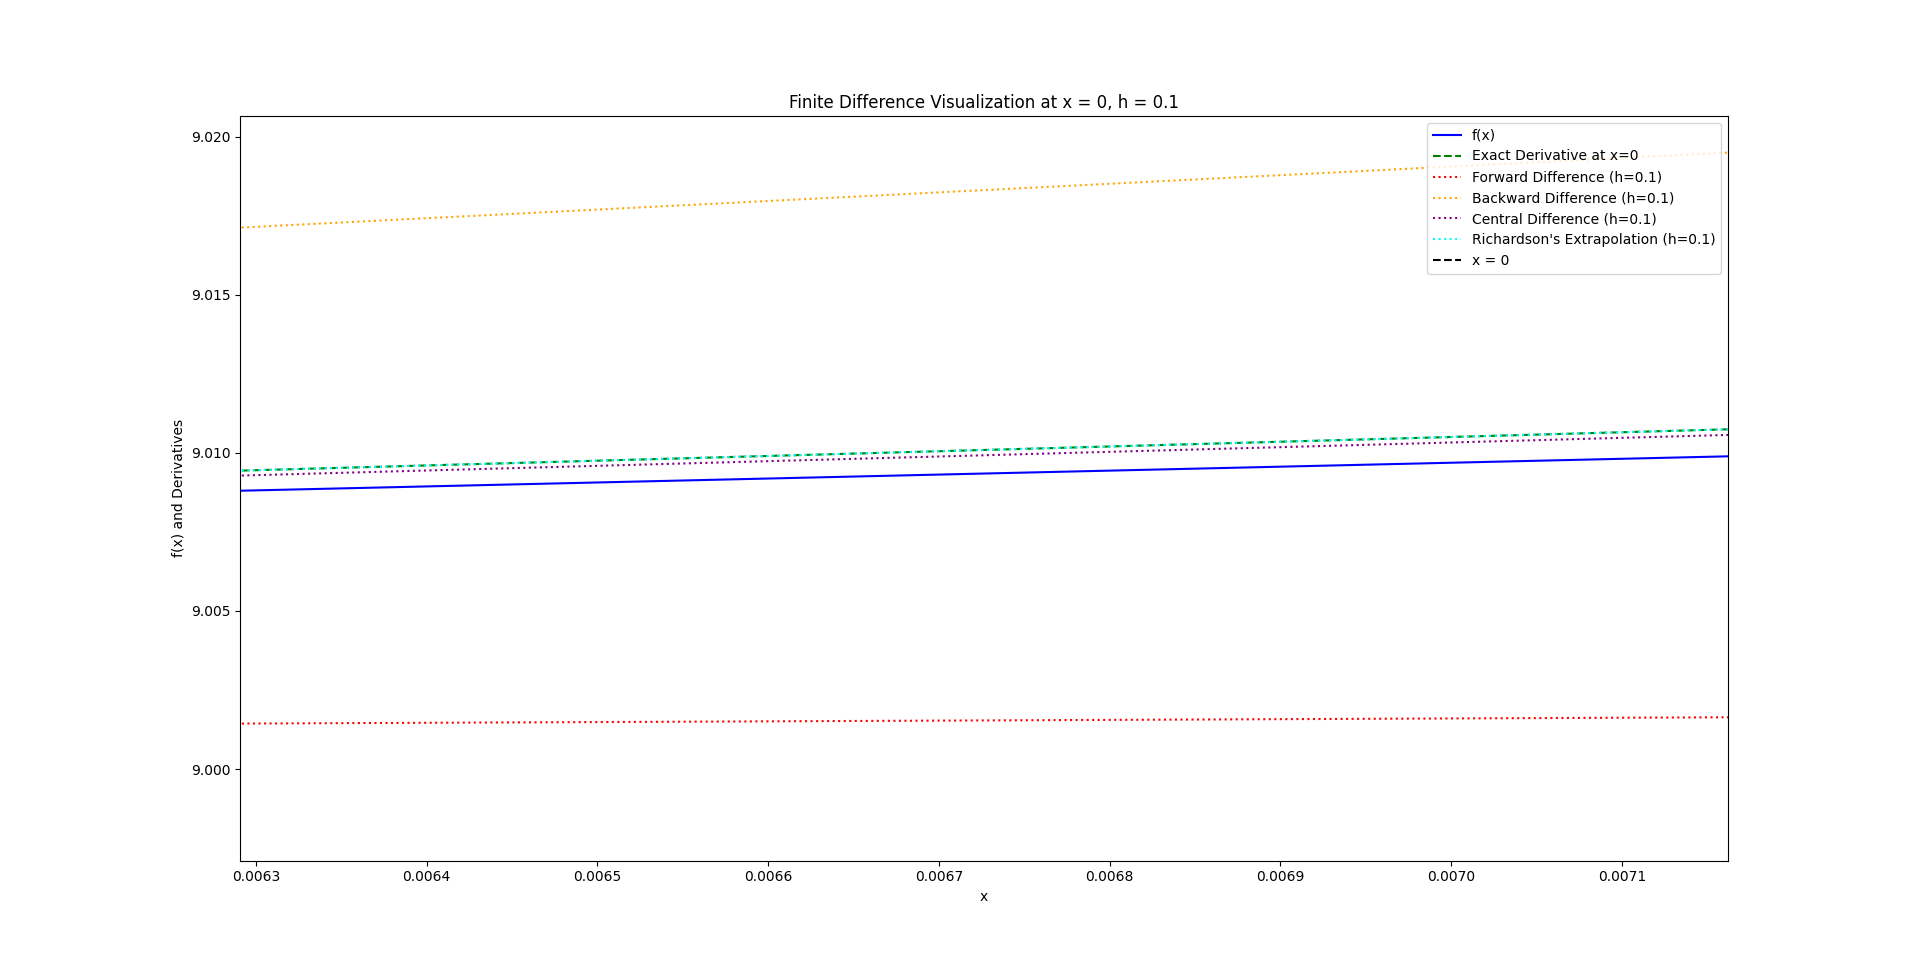 Finite Difference Visualization at x = 0, h = 0.1
f(x)
Exact Derivative at x=0
Forward Difference (h=0.1)
Backward Difference (h=0.1)
Central Difference (h=0.1)
Richardson's Extrapolation (h=0.1)
x = 0
f(x) and Derivatives
9.020
9.015
9.010
9.005
9.000
0.0063 0.0064 0.0065 0.0066 0.0067 0.0068 0.0069 0.0070 0.0071
x